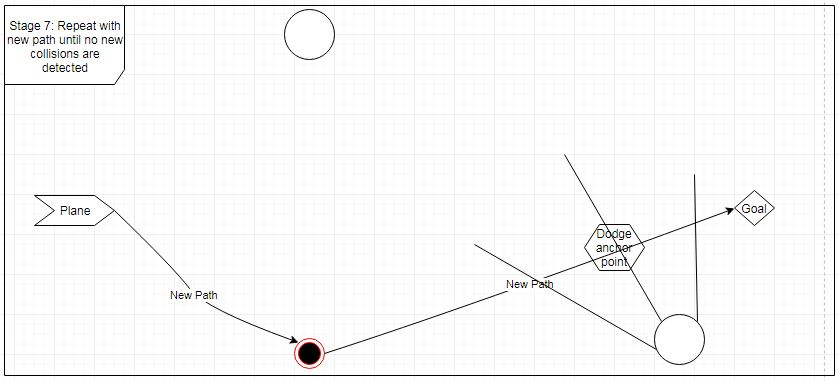 Stage 7: Repeat with
new path until no new
collisions are
detected
Plane
Goal
Dodge
anchor
point
New Path
New Path